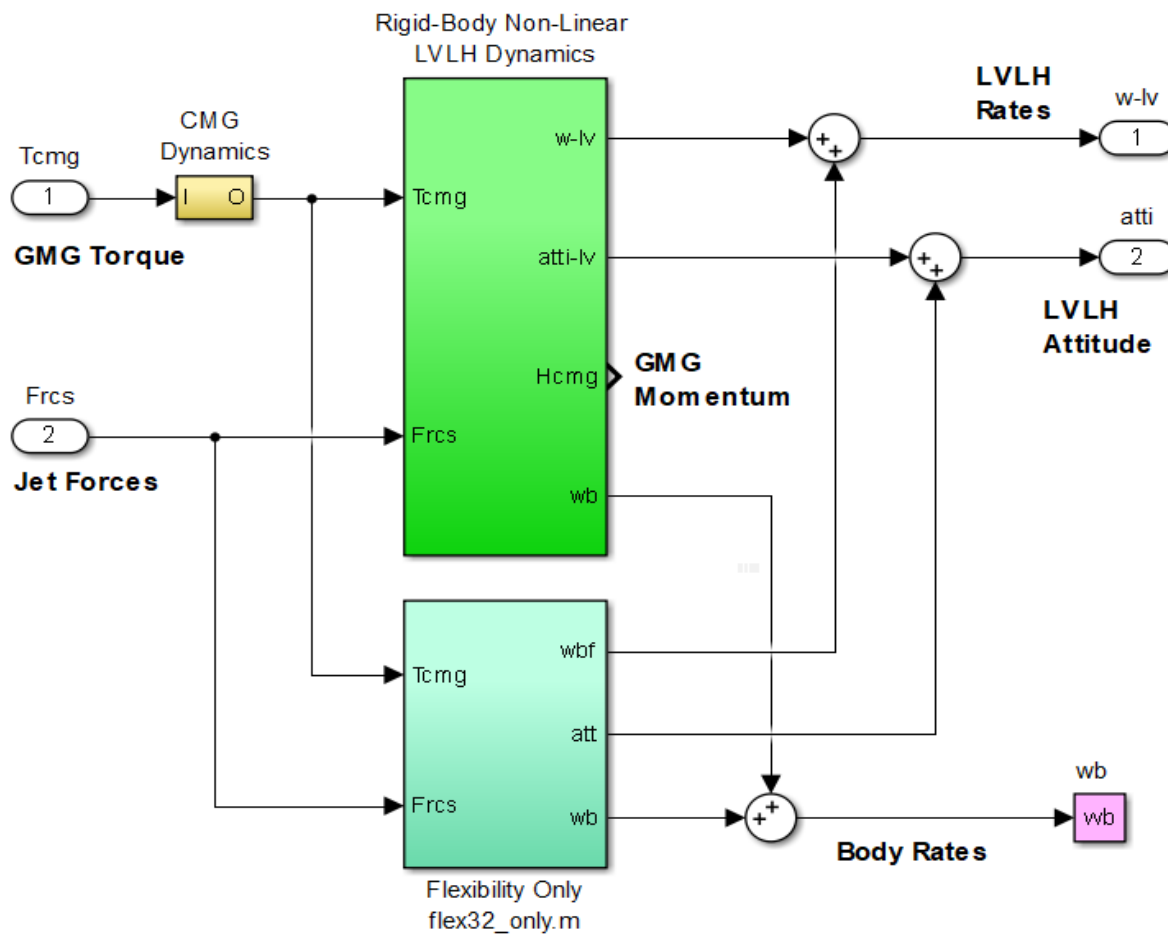 Rigid-Body Non-Linear
LVLH Dynamics
LVLH
Rates
w-lv
1
CMG
Dynamics
Tcmg
1
I O
GMG Torque
Tcmg
w-lv
atti-lv
Hcmg
Frcs
wb
+
+
atti
2
+
+
LVLH
Attitude
GMG
Momentum
Frcs
2
Jet Forces
Tcmg
wbf
att
Frcs
wb
+
+
wb
wb
Body Rates
Flexibility Only
flex32_only.m